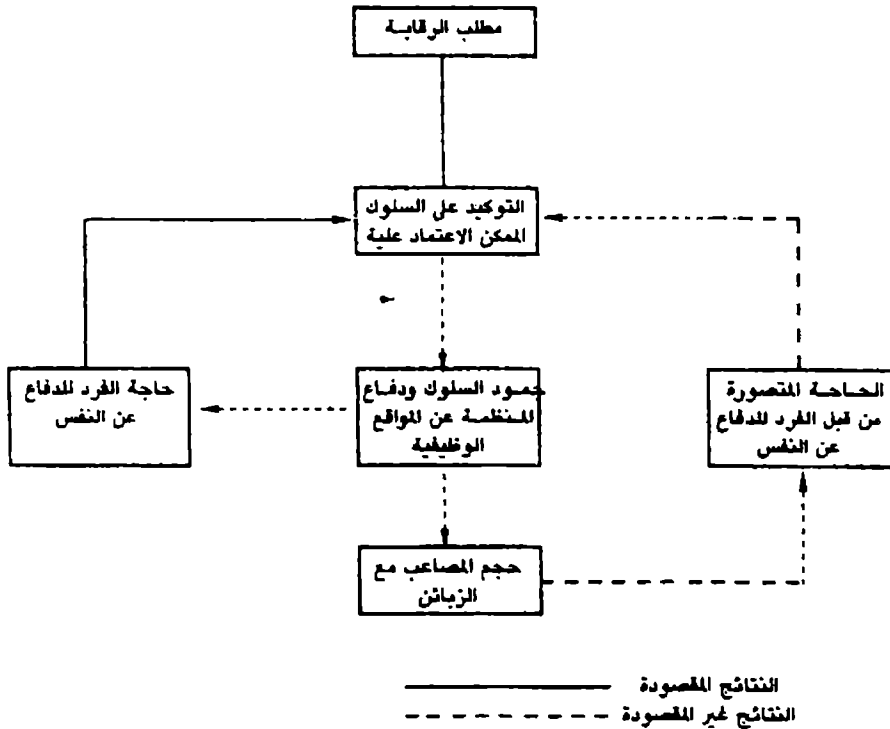 مطلب الرقابة
التوكيد على السلوك
الممكن الاعتماد علية
حاجة الفرد للدفاع
عن النفس
جمود السلوك ودفاع
المنظمة عن المواقع
الوظيفية
الحاجة المتصورة
من قبل الفرد للدفاع
عن النفس
حجم المصاعب مع
الزبائن
النتائج المقصودة
النتائج غير المقصودة